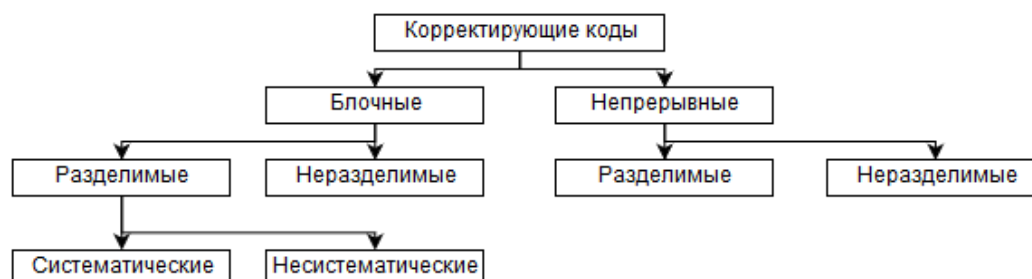 Корректирующие коды
Блочные
Непрерывные
Разделимые
Неразделимые
Разделимые
Неразделимые
Систематические
Несистематические